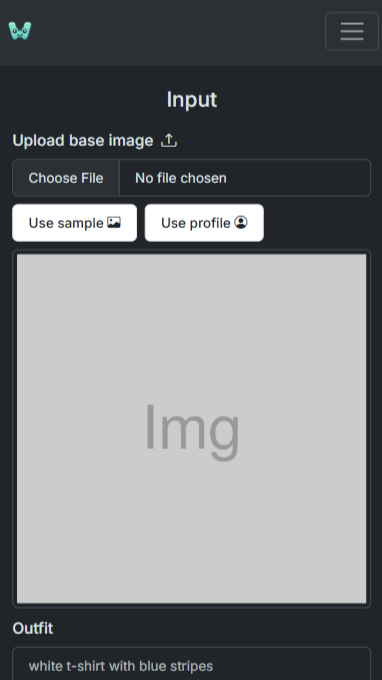 Input
Upload base image
Choose File No file chosen
Use sample Use profile
Img
Outfit
white t-shirt with blue stripes